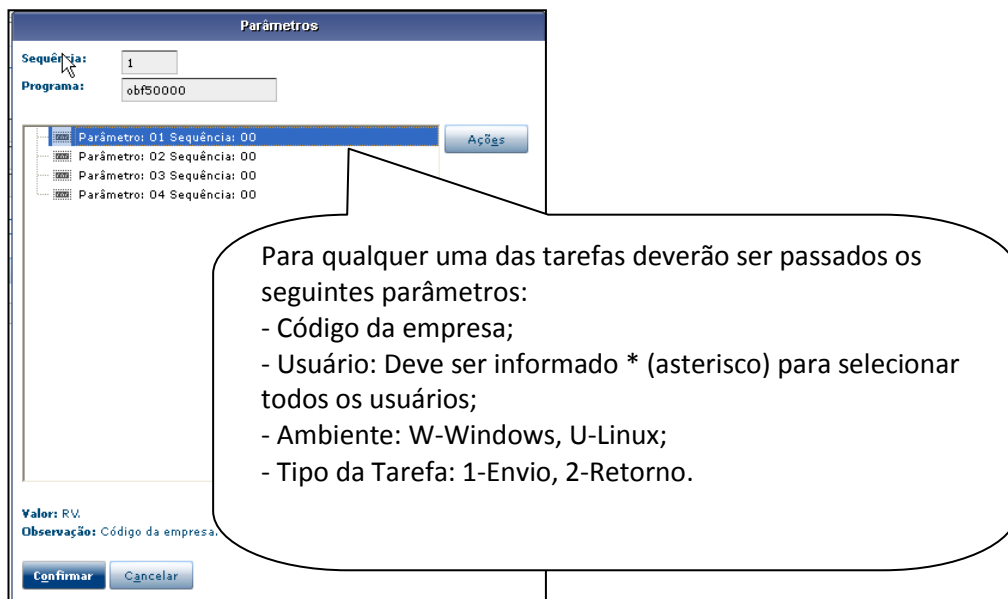 Parâmetros
Sequência:
1
Programa:
obf50000
Parâmetro: 01 Sequência: 00
Parâmetro: 02 Sequência: 00
Parâmetro: 03 Sequência: 00
Parâmetro: 04 Sequência: 00
Ações
Para qualquer uma das tarefas deverão ser passados os
seguintes parâmetros:
- Código da empresa;
- Usuário: Deve ser informado * (asterisco) para selecionar
todos os usuários;
- Ambiente: W-Windows, U-Linux;
- Tipo da Tarefa: 1-Envio, 2-Retorno.
Valor: RV.
Observação: Código da empresa.
Confirmar
Cancelar